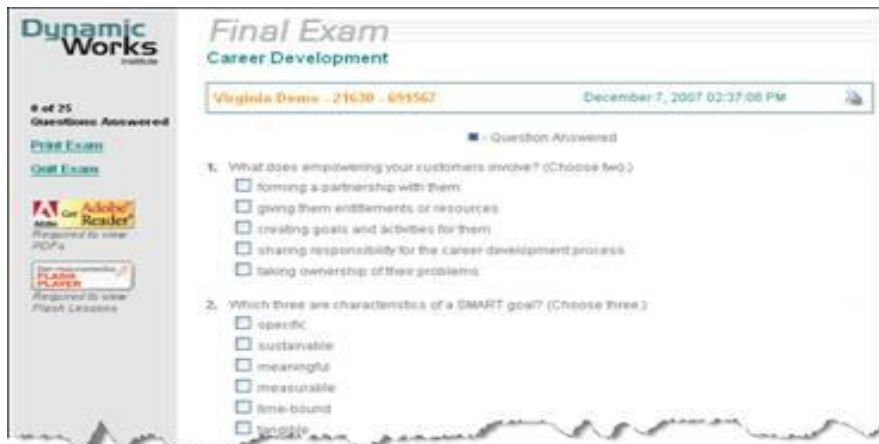 Dynamic
Works
Institute
0 of 25
Questions Answered
Print Exam
Quit Exam
Adobe
Get Adobe
Reader
Required to view
PDFs
Get macromedia
FLASH
PLAYER
Required to view
Flash Lessons
Final Exam
Career Development
Virginia Demo - 21630 - 691567
December 7, 2007 02:37:08 PM
- Question Answered
1. What does empowering your customers involve? (Choose two.)
forming a partnership with them
giving them entitlements or resources
creating goals and activities for them
sharing responsibility for the career development process
taking ownership of their problems
2. Which three are characteristics of a SMART goal? (Choose three.)
specific
sustainable
meaningful
measurable
time-bound
tangible